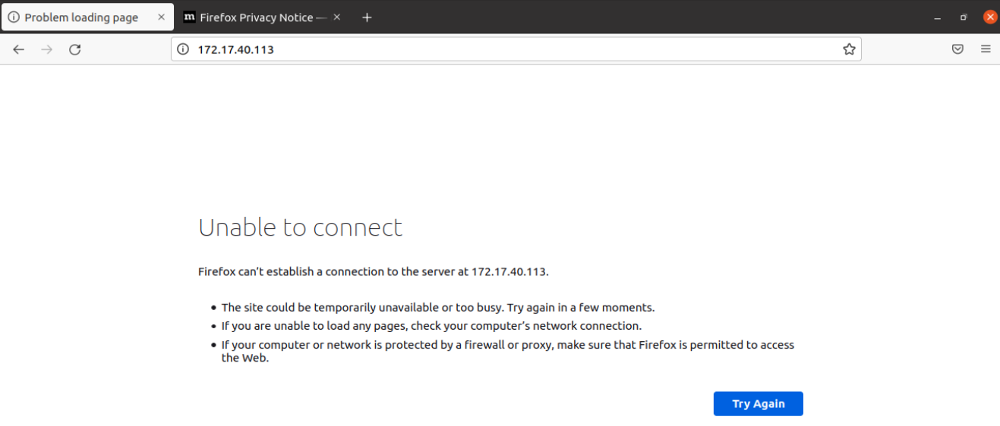 Problem loading page
m Firefox Privacy Notice —
172.17.40.113
Unable to connect
Firefox can’t establish a connection to the server at 172.17.40.113.
• The site could be temporarily unavailable or too busy. Try again in a few moments.
• If you are unable to load any pages, check your computer’s network connection.
• If your computer or network is protected by a firewall or proxy, make sure that Firefox is permitted to access
the Web.
Try Again